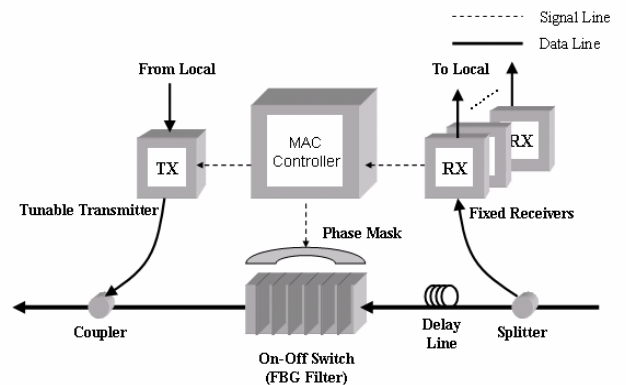 Signal Line
Data Line
From Local
To Local
MAC
Controller
TX
RX
RX
Tunable Transmitter
Fixed Receivers
Phase Mask
Coupler
Delay
Line
Splitter
On-Off Switch
(FBG Filter)